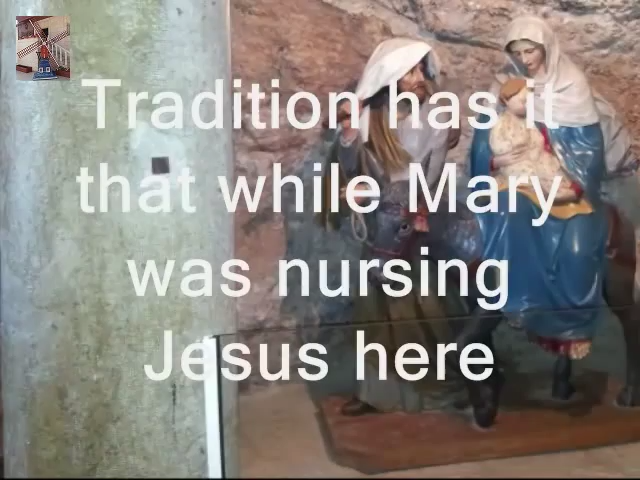 Tradition has it
that while Mary
was nursing
Jesus here